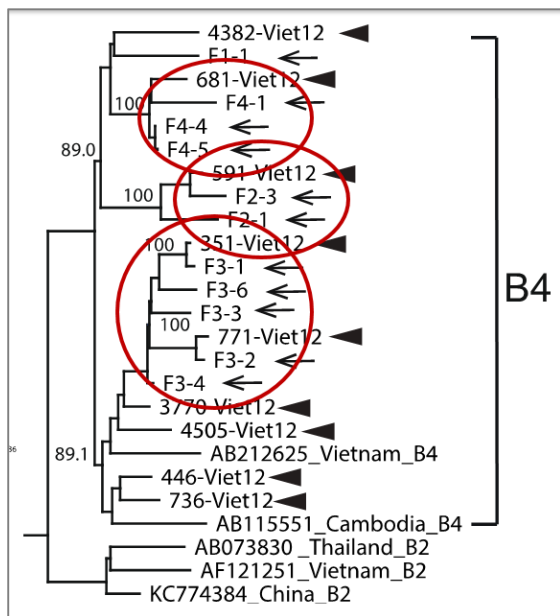 4382-Viet12
F1-1
681-Viet12
100
F4-1
F4-4
89.0
F4-5
591-Viet12
100
F2-3
F2-1
100
351-Viet12
F3-1
B4
F3-6
F3-3
100
771-Viet12
F3-2
F3-4
3770-Viet12
4505-Viet12
36
89.1
AB212625_Vietnam_B4
446-Viet12
736-Viet12
AB115551_Cambodia_B4
AB073830_Thailand_B2
AF121251_Vietnam_B2
KC774384_China_B2